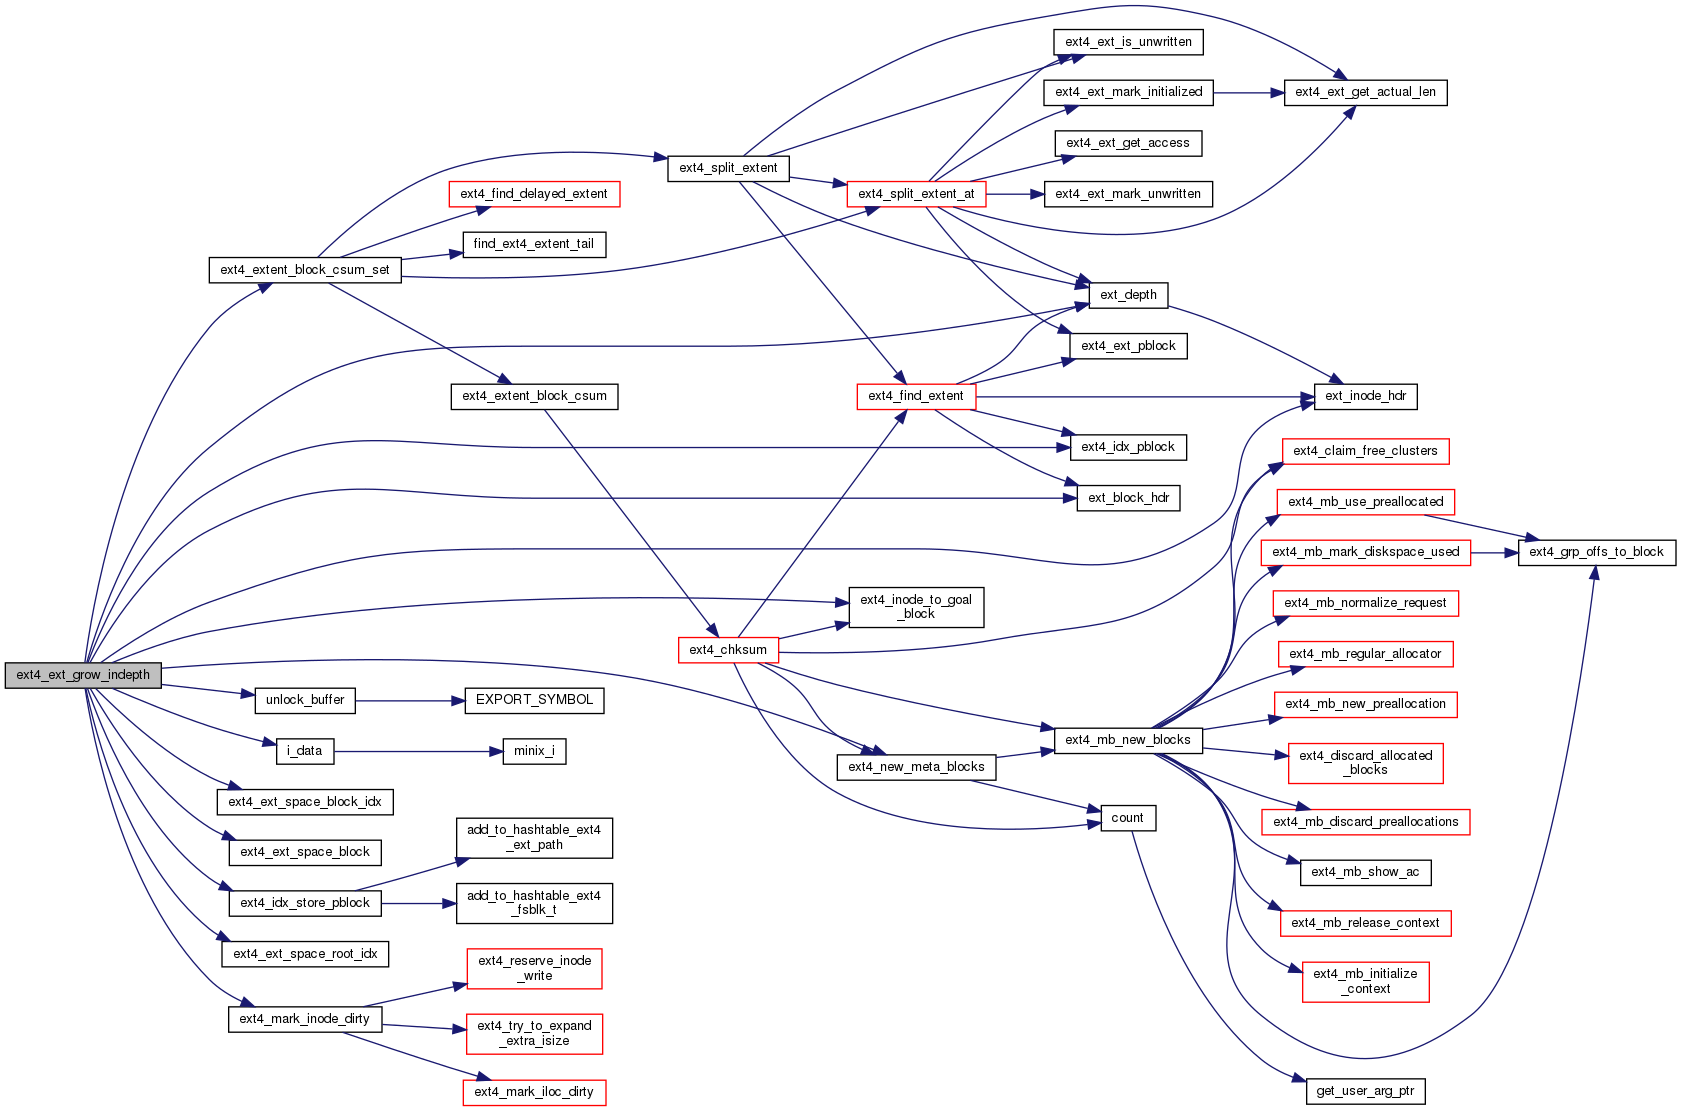 ext4_ext_is_unwritten
ext4_ext_mark_initialized
ext4_ext_get_actual_len
ext4_ext_get_access
ext4_split_extent
ext4_find_delayed_extent
ext4_split_extent_at
ext4_ext_mark_unwritten
find_ext4_extent_tail
ext4_extent_block_csum_set
ext_depth
ext4_ext_pblock
ext4_extent_block_csum
ext4_find_extent
ext_inode_hdr
ext4_idx_pblock
ext4_claim_free_clusters
ext_block_hdr
ext4_mb_use_preallocated
ext4_mb_mark_diskspace_used
ext4_grp_offs_to_block
ext4_inode_to_goal
_block
ext4_mb_normalize_request
ext4_chksum
ext4_mb_regular_allocator
ext4_ext_grow_indepth
unlock_buffer
EXPORT_SYMBOL
ext4_mb_new_preallocation
ext4_mb_new_blocks
i_data
minix_i
ext4_new_meta_blocks
ext4_discard_allocated
_blocks
ext4_ext_space_block_idx
count
ext4_mb_discard_preallocations
add_to_hashtable_ext4
_ext_path
ext4_ext_space_block
ext4_mb_show_ac
ext4_idx_store_pblock
add_to_hashtable_ext4
_fsblk_t
ext4_mb_release_context
ext4_ext_space_root_idx
ext4_reserve_inode
_write
ext4_mb_initialize
_context
ext4_mark_inode_dirty
ext4_try_to_expand
_extra_isize
ext4_mark_iloc_dirty
get_user_arg_ptr